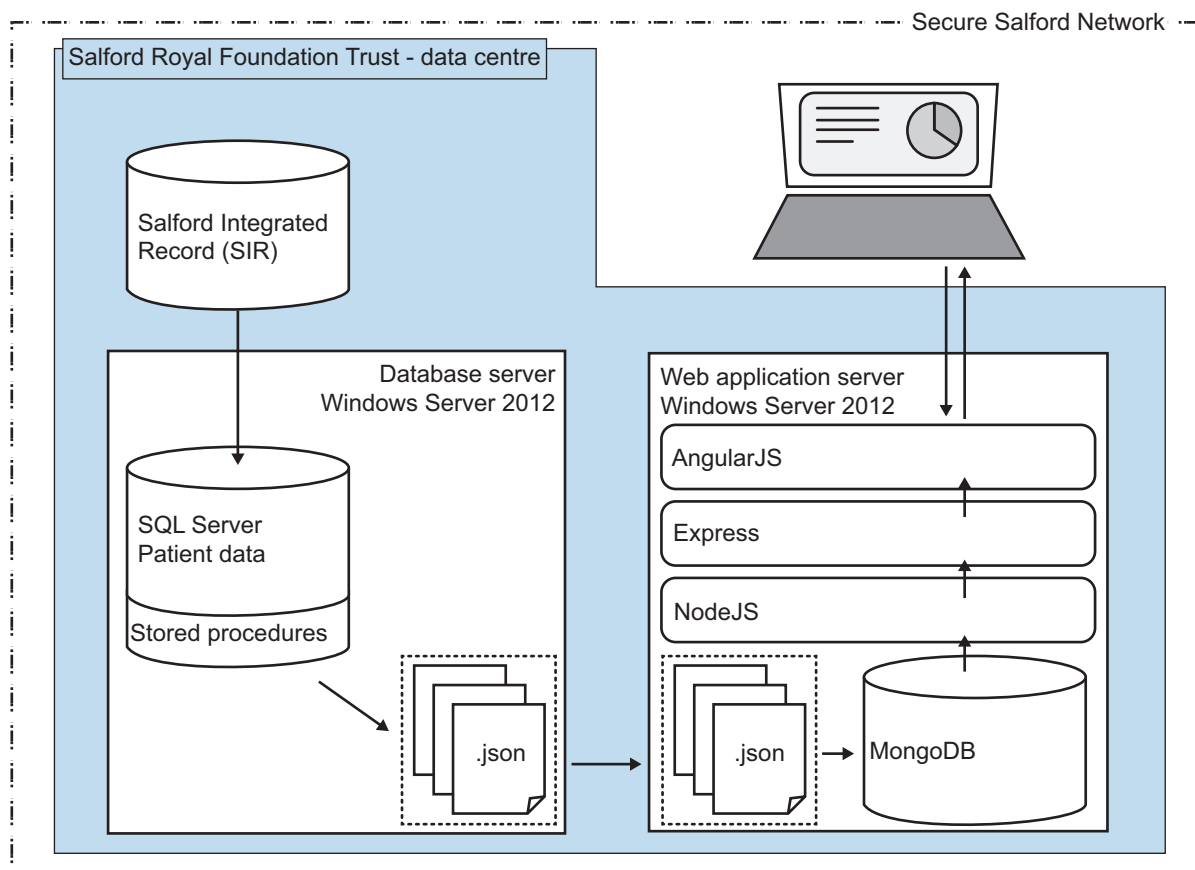 Secure Salford Network
Salford Royal Foundation Trust - data centre
Salford Integrated
Record (SIR)
Database server
Windows Server 2012
SQL Server
Patient data
Stored procedures
.json
Web application server
Windows Server 2012
AngularJS
Express
NodeJS
.json
MongoDB